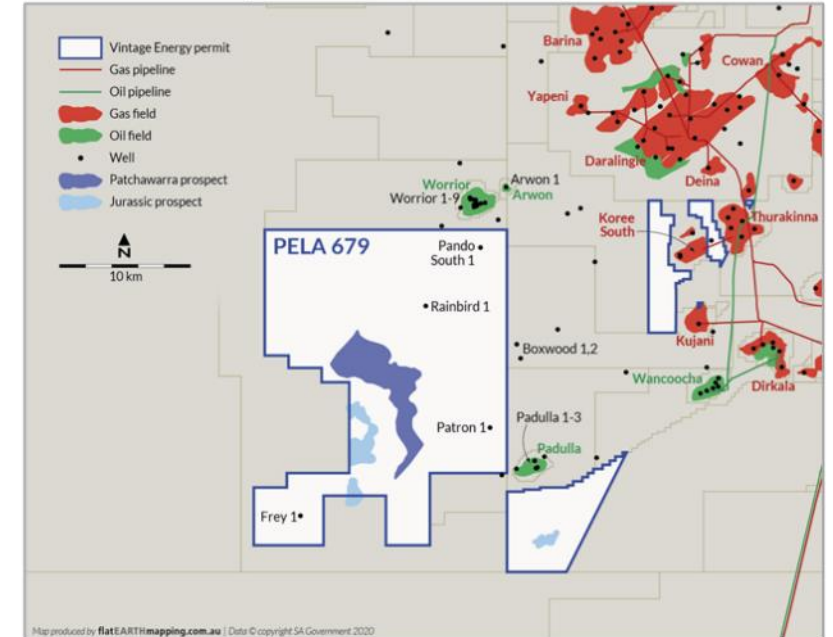 Vintage Energy permit
Gas pipeline
Oil pipeline
Gas field
Oil field
Well
Patchawarra prospect
Jurassic prospect
N
10 km
Barina
Cowan
Yapeni
Daralingie
Deina
Worrior
Worrior 1-9
Arwon 1
Arwon
Koree
South
Thurakinna
PELA 679
Pando
South 1
Rainbird 1
Kujani
Boxwood 1,2
Wancoocha
Dirkala
Padulla 1-3
Patron 1
Padulla
Frey 1
Map produced by flatEARTHmapping.com.au | Data © copyright SA Government 2020